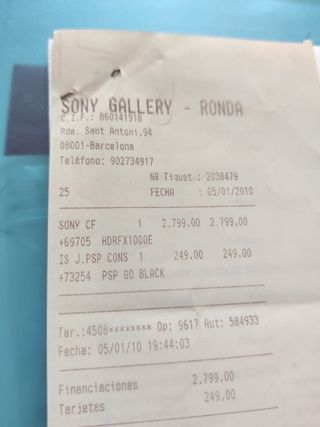 SONY GALLERY - RONDA
C.I.F.: B60141918
Rda. Sant Antoni.94
08001-Barcelona
Teléfono: 902734917
Nº Tiquet : 2038479
25 FECHA : 05/01/2010
SONY CF 1 2.799.00 2.799.00
+69705 HDRFX1000E
IS J.PSP CONS 1 249.00 249.00
+73254 PSP GO BLACK
Tar.:4508******** Op: 9617 Aut: 584933
Fecha: 05/01/10 19:44:03
Financiaciones 2.799.00
Tarjetas 249.00